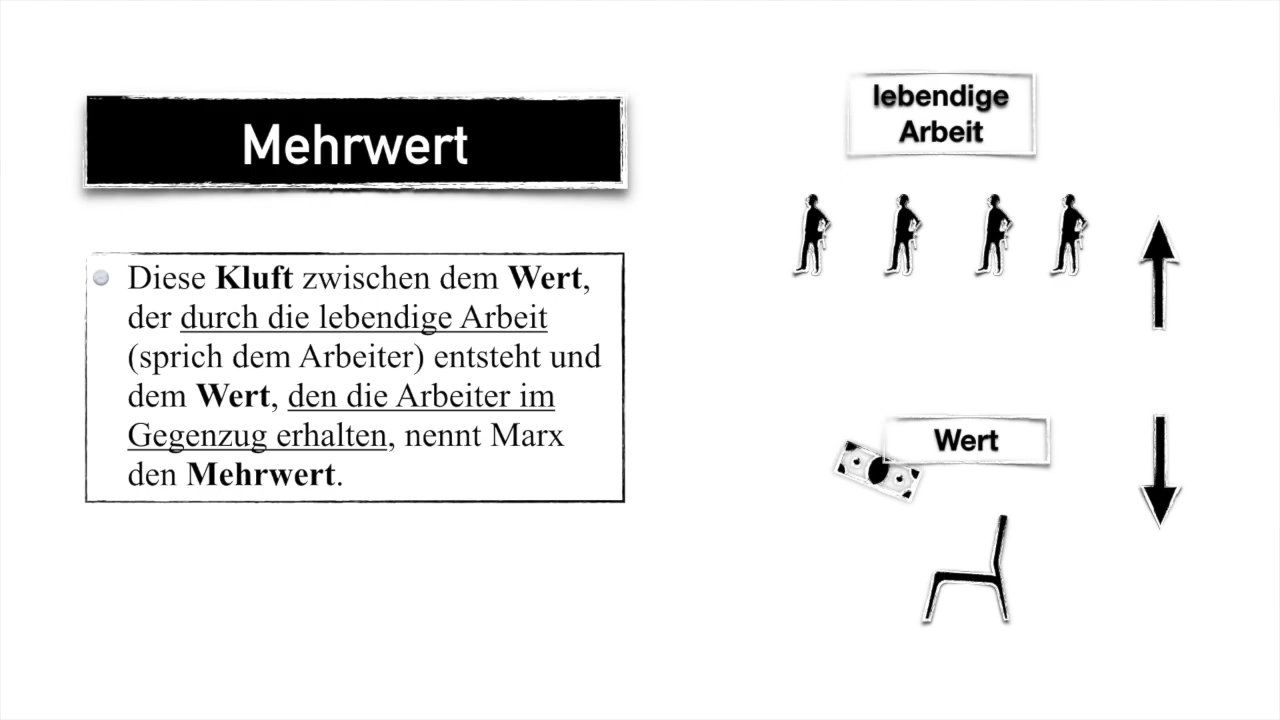 Mehrwert
Diese Kluft zwischen dem Wert,
der durch die lebendige Arbeit
(sprich dem Arbeiter) entsteht und
dem Wert, den die Arbeiter im
Gegenzug erhalten, nennt Marx
den Mehrwert.
lebendige
Arbeit
Wert